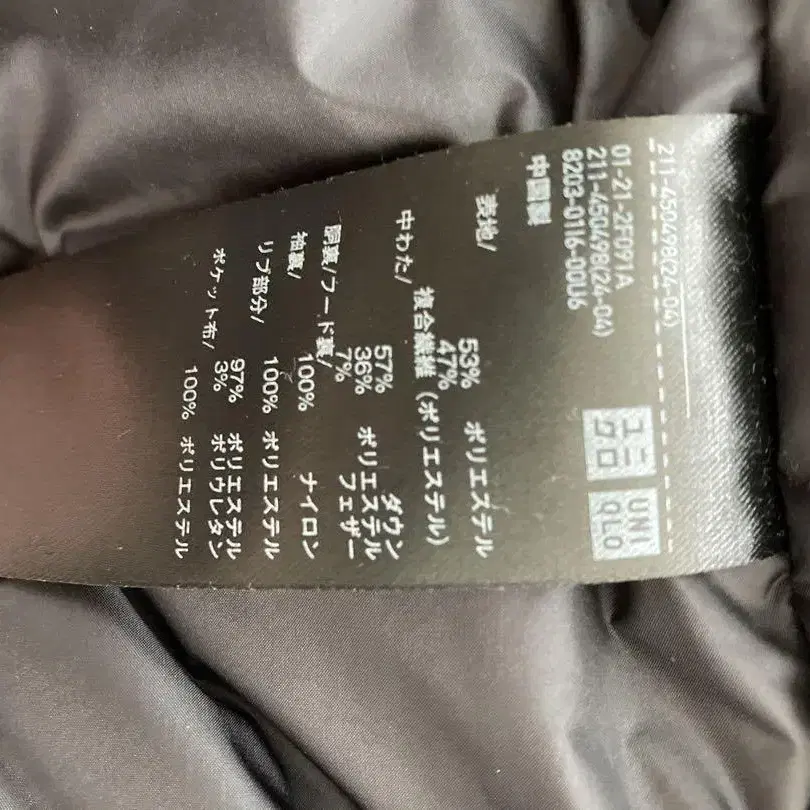 211-450498(24-04)
ユニ
クロ
UNI
QLO
01-21-2F091A
211-450498(24-04)
8203-0116-00U6
中国製
表地/
53% ポリエステル
47% 複合繊維(ポリエステル)
中わた/
57% ダウン
36% ポリエステル
7% フェザー
胴裏/フード裏/
100% ナイロン
袖裏/
100% ポリエステル
リブ部分/
97% ポリエステル
3% ポリウレタン
ポケット布/
100% ポリエステル